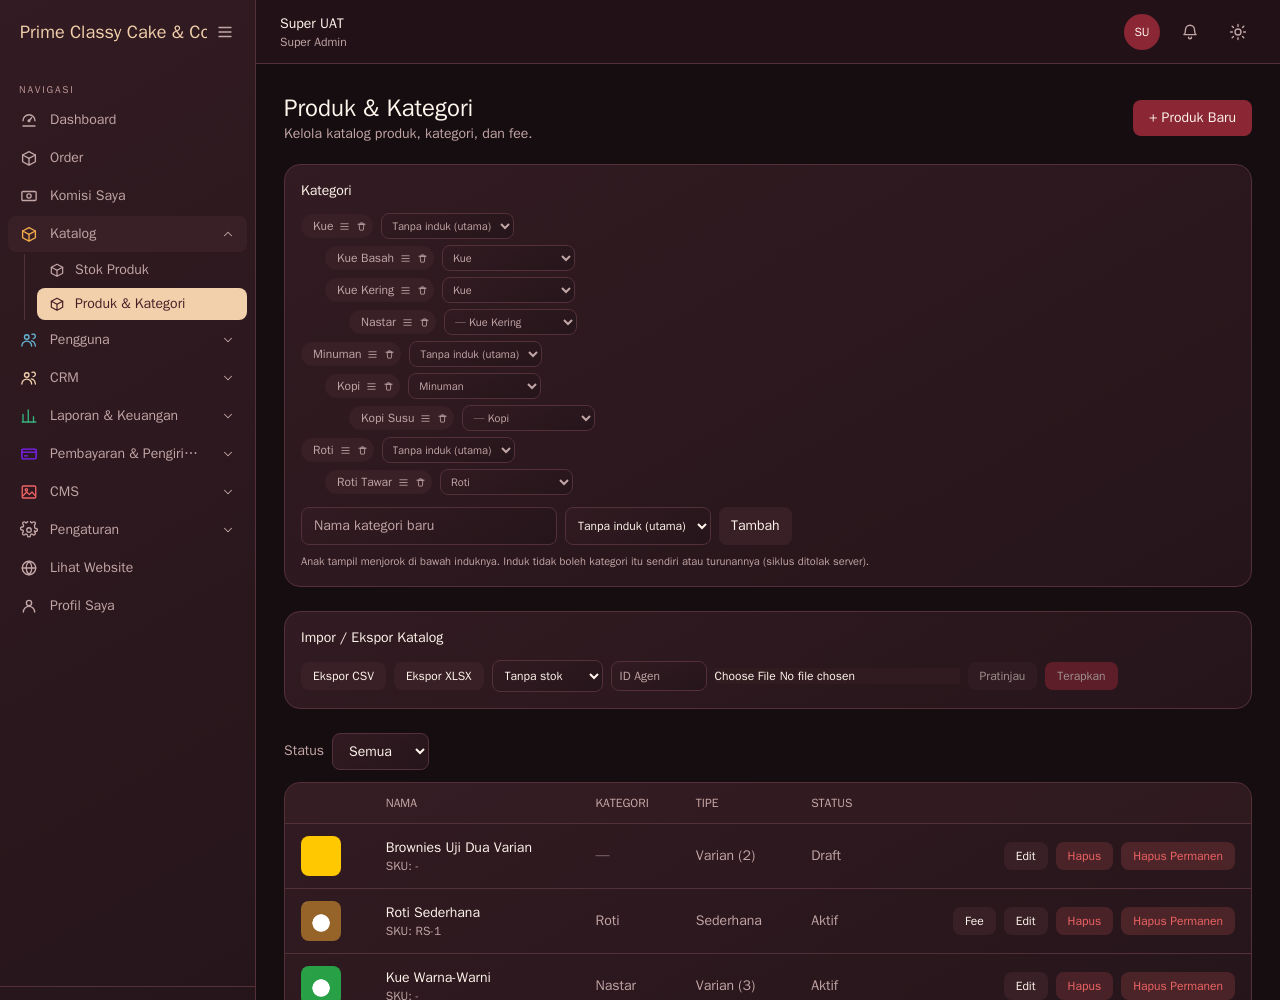 Prime Classy Cake & Co
NAVIGASI
Dashboard
Order
Komisi Saya
Katalog
Stok Produk
Produk & Kategori
Pengguna
CRM
Laporan & Keuangan
Pembayaran & Pengiri···
CMS
Pengaturan
Lihat Website
Profil Saya
Super UAT
Super Admin
SU
Produk & Kategori
Kelola katalog produk, kategori, dan fee.
+ Produk Baru
Kategori
Kue Tanpa induk (utama)
Kue Basah Kue
Kue Kering Kue
Nastar — Kue Kering
Minuman Tanpa induk (utama)
Kopi Minuman
Kopi Susu — Kopi
Roti Tanpa induk (utama)
Roti Tawar Roti
Nama kategori baru Tanpa induk (utama) Tambah
Anak tampil menjorok di bawah induknya. Induk tidak boleh kategori itu sendiri atau turunannya (siklus ditolak server).
Impor / Ekspor Katalog
Ekspor CSV Ekspor XLSX Tanpa stok ID Agen Choose File No file chosen Pratinjau Terapkan
Status Semua
NAMA KATEGORI TIPE STATUS
Brownies Uji Dua Varian — Varian (2) Draft Edit Hapus Hapus Permanen
SKU: -
Roti Sederhana Roti Sederhana Aktif Fee Edit Hapus Hapus Permanen
SKU: RS-1
Kue Warna-Warni Nastar Varian (3) Aktif Edit Hapus Hapus Permanen
SKU: -